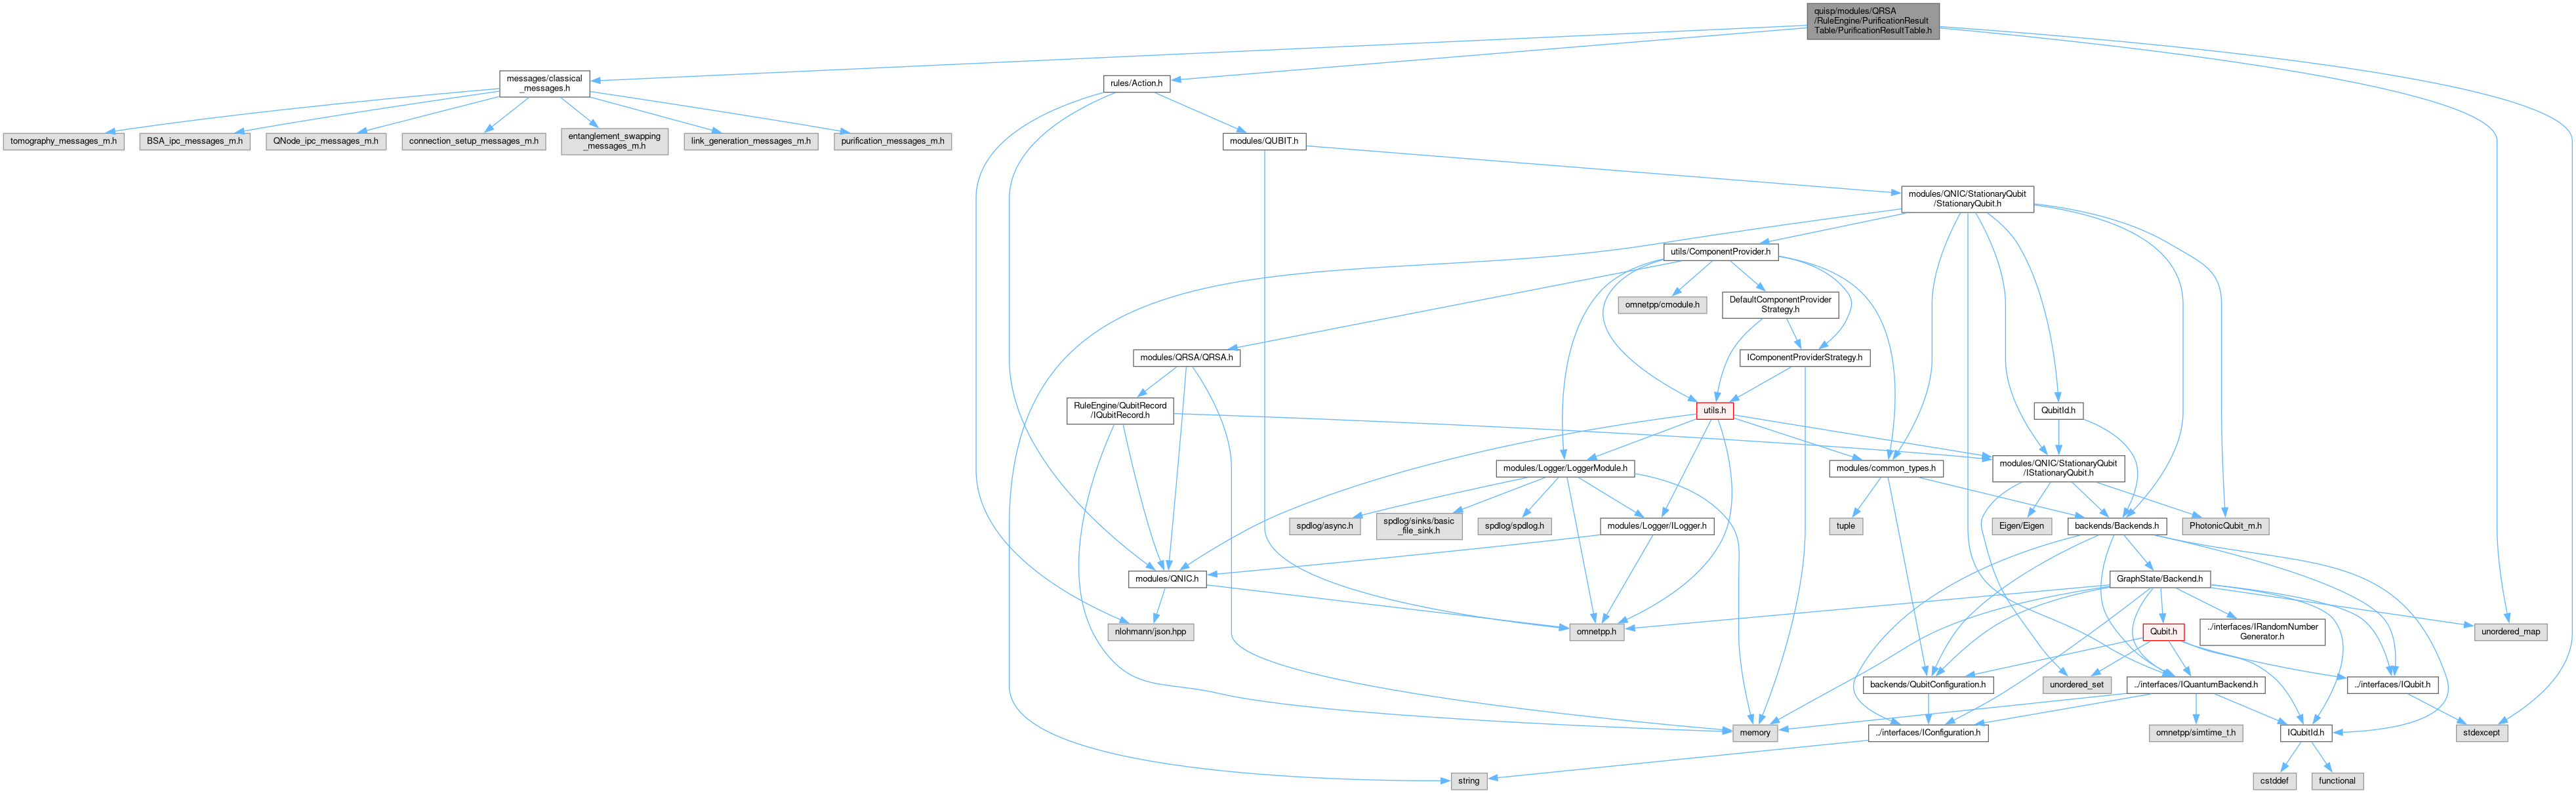 quisp/modules/QRSA
/RuleEngine/PurificationResult
Table/PurificationResultTable.h
messages/classical
_messages.h
rules/Action.h
tomography_messages_m.h
BSA_ipc_messages_m.h
QNode_ipc_messages_m.h
connection_setup_messages_m.h
entanglement_swapping
_messages_m.h
link_generation_messages_m.h
purification_messages_m.h
modules/QUBIT.h
modules/QNIC/StationaryQubit
/StationaryQubit.h
utils/ComponentProvider.h
omnetpp/cmodule.h
DefaultComponentProvider
Strategy.h
modules/QRSA/QRSA.h
IComponentProviderStrategy.h
RuleEngine/QubitRecord
/IQubitRecord.h
utils.h
QubitId.h
modules/Logger/LoggerModule.h
modules/common_types.h
modules/QNIC/StationaryQubit
/IStationaryQubit.h
spdlog/async.h
spdlog/sinks/basic
_file_sink.h
spdlog/spdlog.h
modules/Logger/ILogger.h
tuple
Eigen/Eigen
backends/Backends.h
PhotonicQubit_m.h
modules/QNIC.h
GraphState/Backend.h
nlohmann/json.hpp
omnetpp.h
Qubit.h
../interfaces/IRandomNumber
Generator.h
unordered_map
backends/QubitConfiguration.h
unordered_set
../interfaces/IQuantumBackend.h
../interfaces/IQubit.h
memory
../interfaces/IConfiguration.h
omnetpp/simtime_t.h
IQubitId.h
stdexcept
string
cstddef
functional